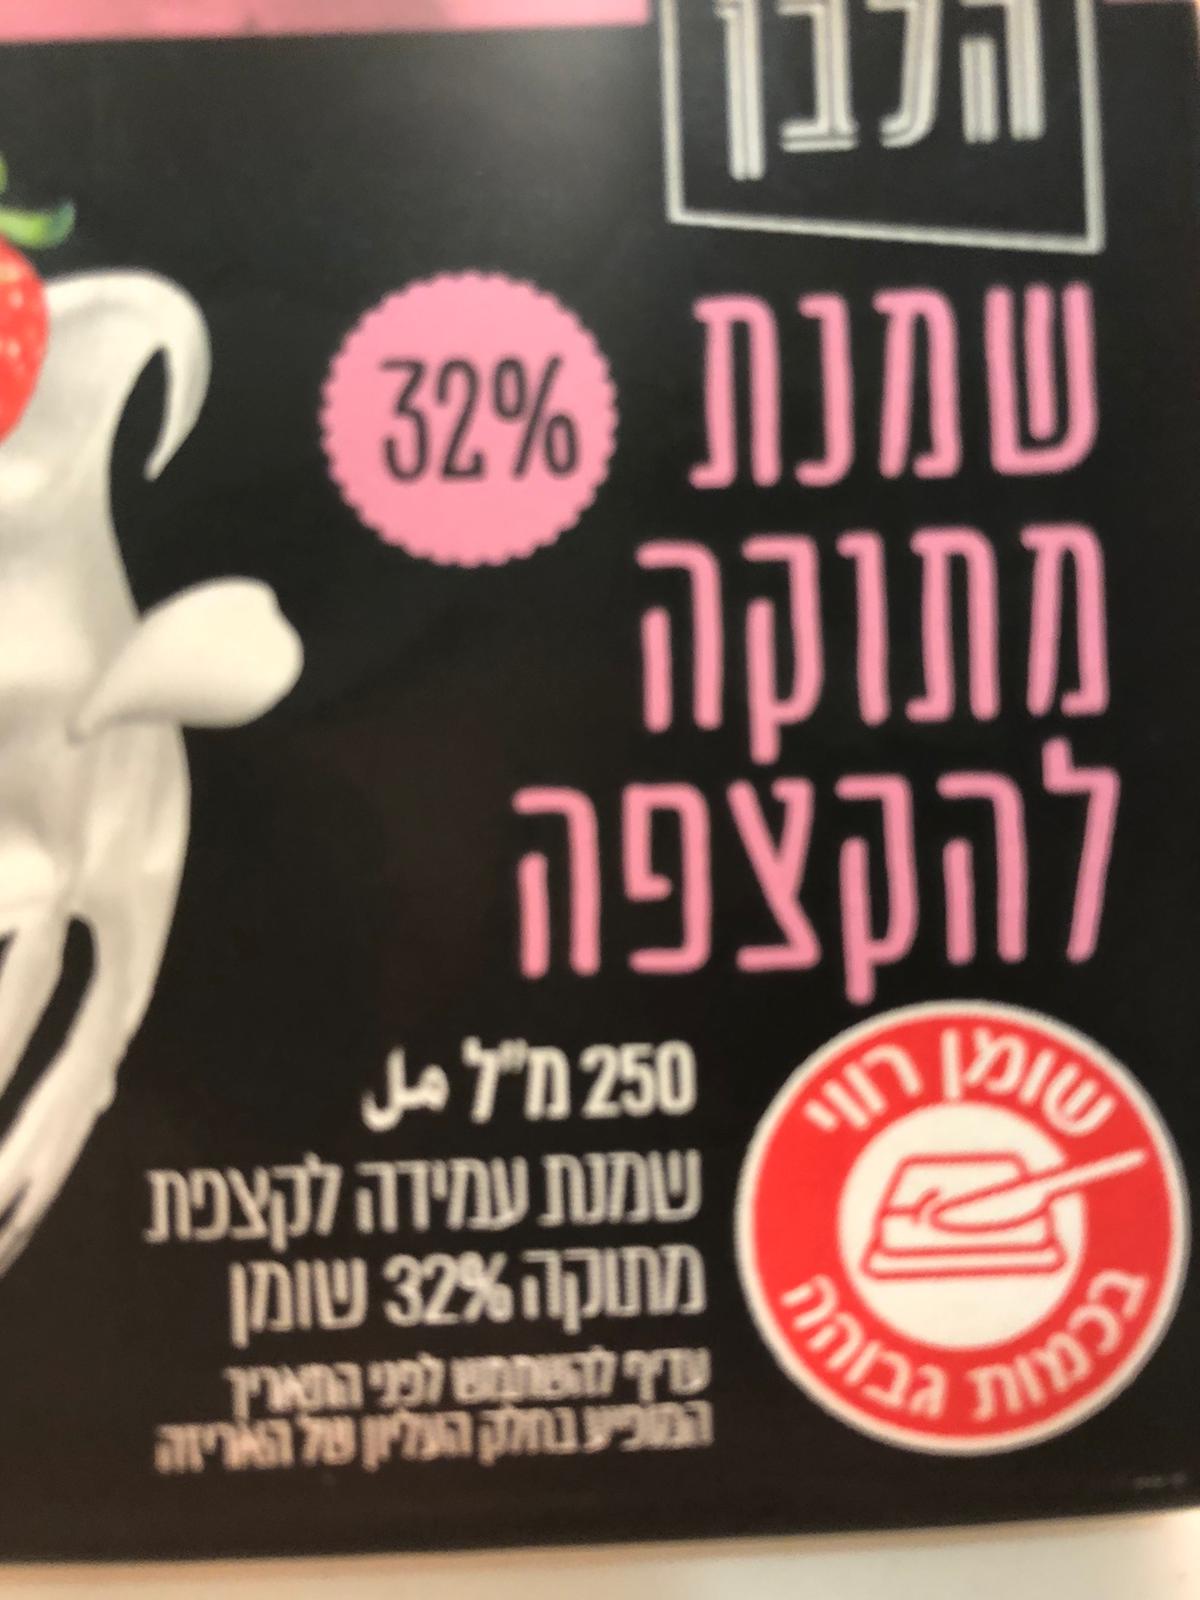 הלבן
שמנת
32%
מתוקה
להקצפה
250 מ"ל مل
שמנת עמידה לקצפת
מתוקה 32% שומן
עדיף להשתמש לפני התאריך
המופיע בחלק העליון של האריזה
שומן רווי
בכמות גבוהה